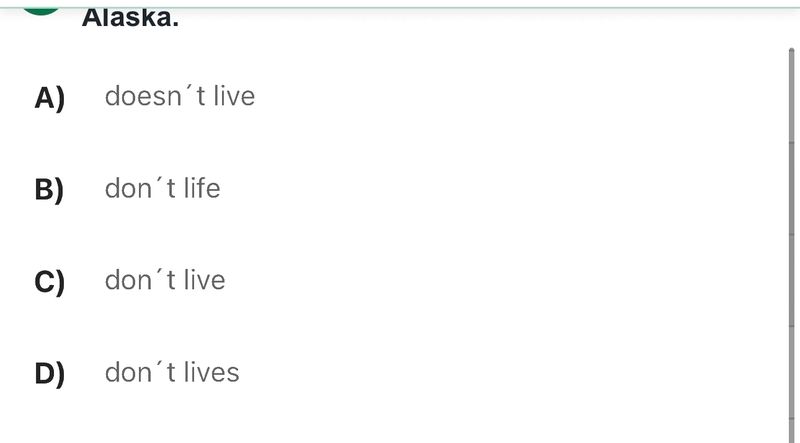 Alaska.
A) doesn´t live
B) don´t life
C) don´t live
D) don´t lives